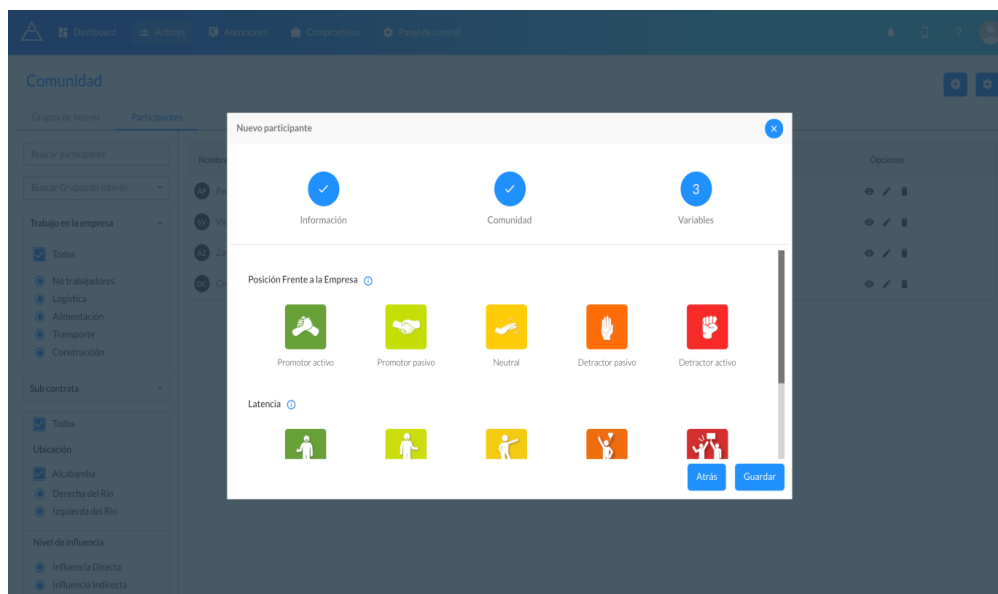 Dashboard
Actores
Atenciones
Compromisos
Panel de control
?
Comunidad
Grupos de interés
Participantes
Nuevo participante
Buscar participante
Opciones
Información
Comunidad
3
Variables
Buscar Grupos de interés
AP
Trabajo en la empresa
Todos
No trabajadores
Logística
Alimentación
Transporte
Construcción
Posición Frente a la Empresa
Promotor activo
Promotor pasivo
Neutral
Detractor pasivo
Detractor activo
Sub contrata
Todos
Latencia
Ubicación
Alcabamba
Derecha del Río
Izquierda del Río
Atrás
Guardar
Nivel de influencia
Influencia Directa
Influencia Indirecta